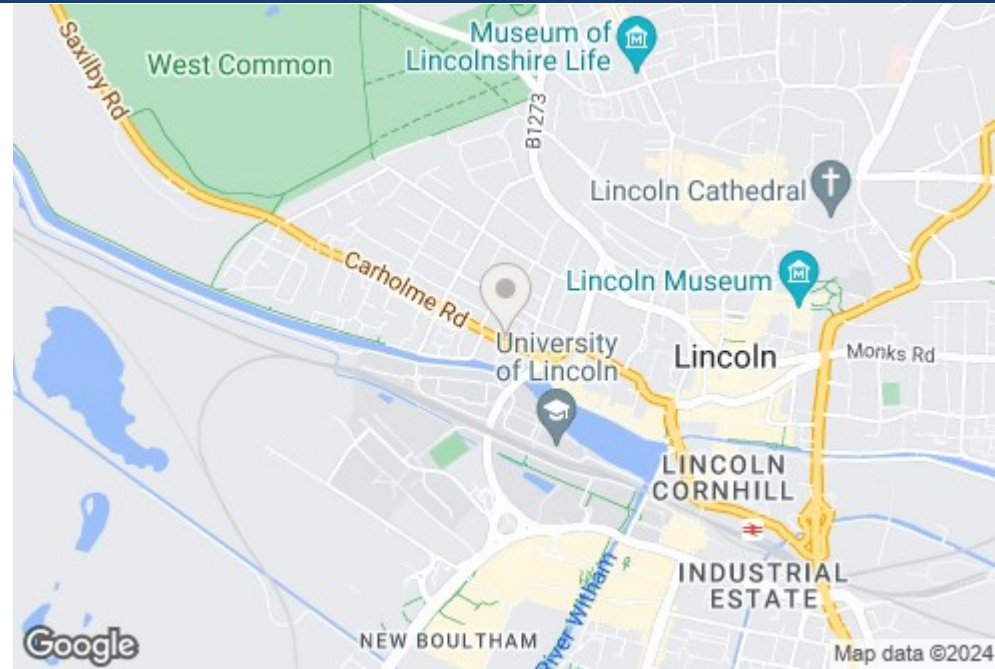 Museum of
Lincolnshire Life
Saxilby Rd
West Common
B1273
Lincoln Cathedral
Carholme Rd
Lincoln Museum
University
of Lincoln
Lincoln
Monks Rd
LINCOLN
CORNHILL
INDUSTRIAL
ESTATE
River Witham
NEW BOULTHAM
Google
Map data ©2024